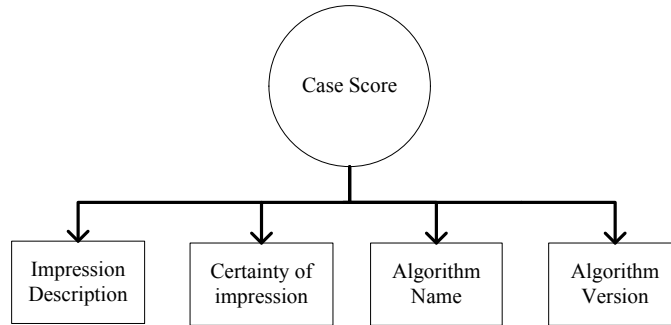 Case Score
Impression
Description
Certainty of
impression
Algorithm
Name
Algorithm
Version